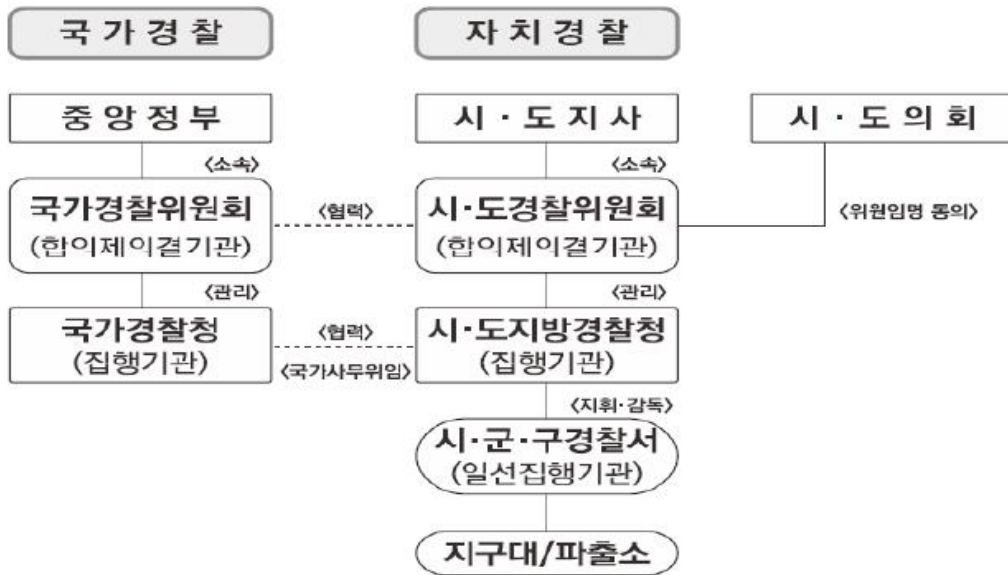 국가경찰
자치경찰
중앙정부
시·도지사
시·도의회
<소속>
<소속>
국가경찰위원회
(합이제이결기관)
<협력>
시·도경찰위원회
(합이제이결기관)
<위원임명 동의>
<관리>
<관리>
국가경찰청
(집행기관)
<협력>
<국가사무위임>
시·도지방경찰청
(집행기관)
<지휘·감독>
시·군·구경찰서
(일선집행기관)
지구대/파출소